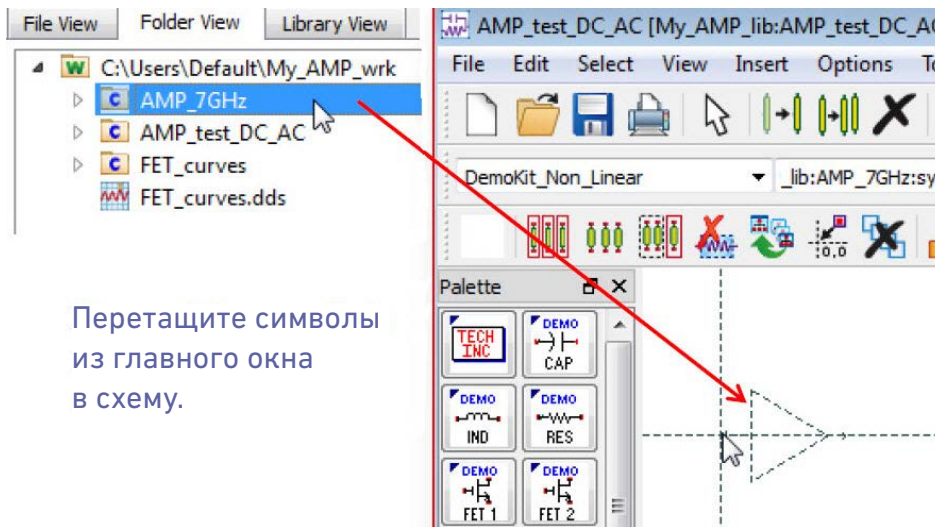 File View Folder View Library View
C:\Users\Default\My_AMP_wrk
AMP_7GHz
AMP_test_DC_AC
FET_curves
FET_curves.dds
Перетащите символы
из главного окна
в схему.
AMP_test_DC_AC [My_AMP_lib:AMP_test_DC_AC
File Edit Select View Insert Options
DemoKit_Non_Linear _lib:AMP_7GHz:sy
0,0
Palette
TECH
INC
DEMO
CAP
DEMO
IND
DEMO
RES
DEMO
FET 1
DEMO
FET 2